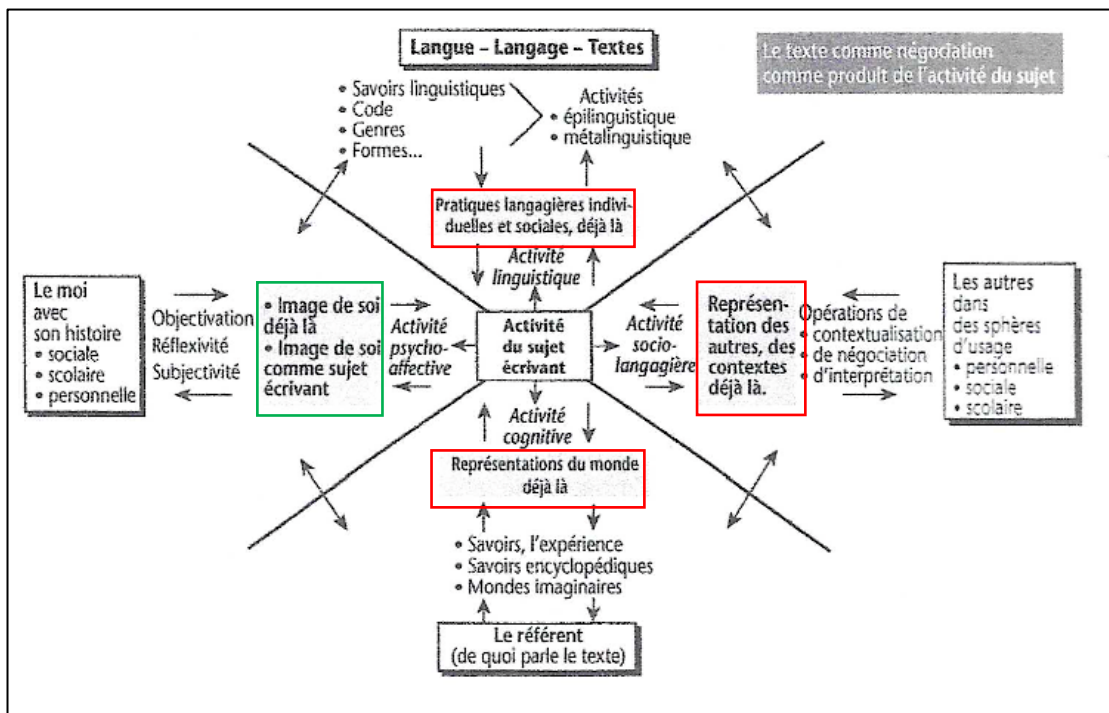 Langue – Langage – Textes
Le texte comme négociation
comme produit de l'activité du sujet
• Savoirs linguistiques
• Code
• Genres
• Formes...
Activités
• épilinguistique
• métalinguistique
Pratiques langagières indivi-
duelles et sociales, déjà là
Activité
linguistique
Le moi
avec
son histoire
• sociale
• scolaire
• personnelle
Objectivation
Réflexivité
Subjectivité
• Image de soi
déjà là
• Image de soi
comme sujet
écrivant
Activité
psycho-
affective
Activité
du sujet
écrivant
Activité
socio-
langagière
Représen-
tation des
autres, des
contextes
déjà là.
Opérations de
• contextualisation
• de négociation
• d'interprétation
Les autres
dans
des sphères
d'usage
• personnelle
• sociale
• scolaire
Activité
cognitive
Représentations du monde
déjà là
• Savoirs, l'expérience
• Savoirs encyclopédiques
• Mondes imaginaires
Le référent
(de quoi parle le texte)